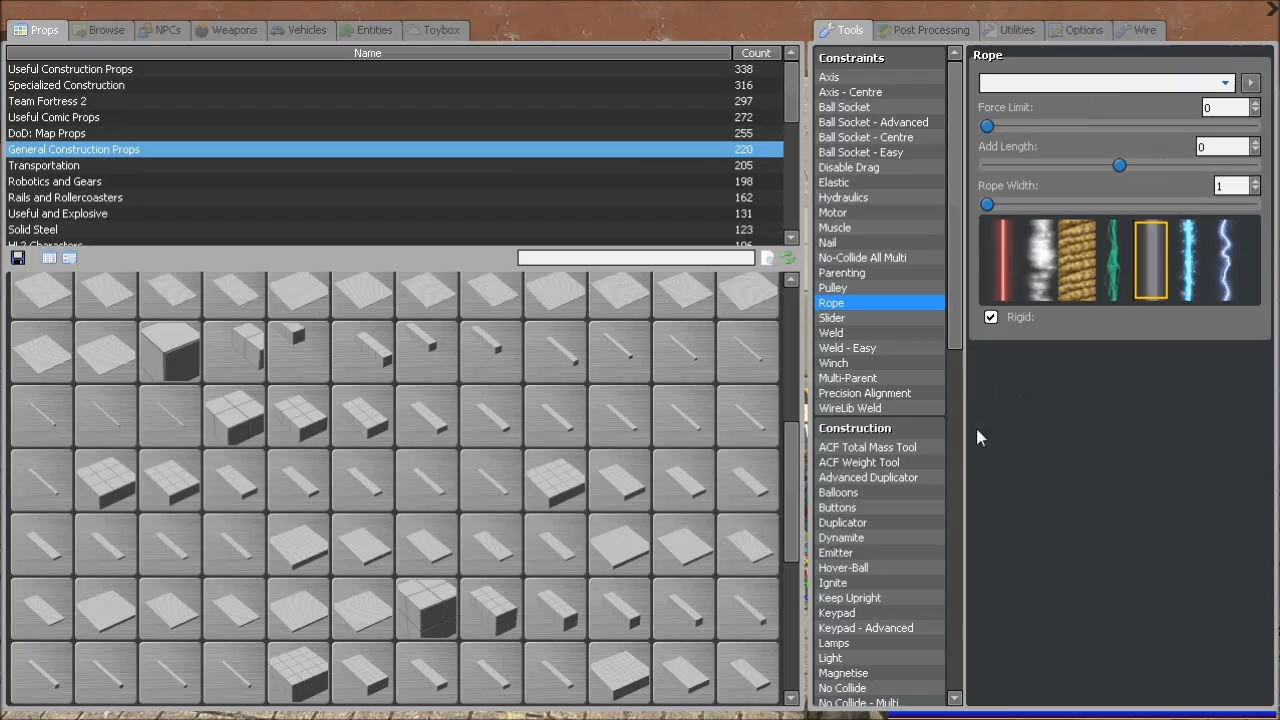 Props
Browse
NPCs
Weapons
Vehicles
Entities
Toybox
Name
Count
Useful Construction Props 338
Specialized Construction 316
Team Fortress 2 297
Useful Comic Props 272
DoD: Map Props 255
General Construction Props 220
Transportation 205
Robotics and Gears 198
Rails and Rollercoasters 162
Useful and Explosive 131
Solid Steel 123
HL2 Characters 106
Tools
Post Processing
Utilities
Options
Wire
Constraints
Axis
Axis - Centre
Ball Socket
Ball Socket - Advanced
Ball Socket - Centre
Ball Socket - Easy
Disable Drag
Elastic
Hydraulics
Motor
Muscle
Nail
No-Collide All Multi
Parenting
Pulley
Rope
Slider
Weld
Weld - Easy
Winch
Multi-Parent
Precision Alignment
WireLib Weld
Construction
ACF Total Mass Tool
ACF Weight Tool
Advanced Duplicator
Balloons
Buttons
Duplicator
Dynamite
Emitter
Hover-Ball
Ignite
Keep Upright
Keypad
Keypad - Advanced
Lamps
Light
Magnetise
No Collide
No Collide - Multi
Rope
Force Limit: 0
Add Length: 0
Rope Width: 1
Rigid: